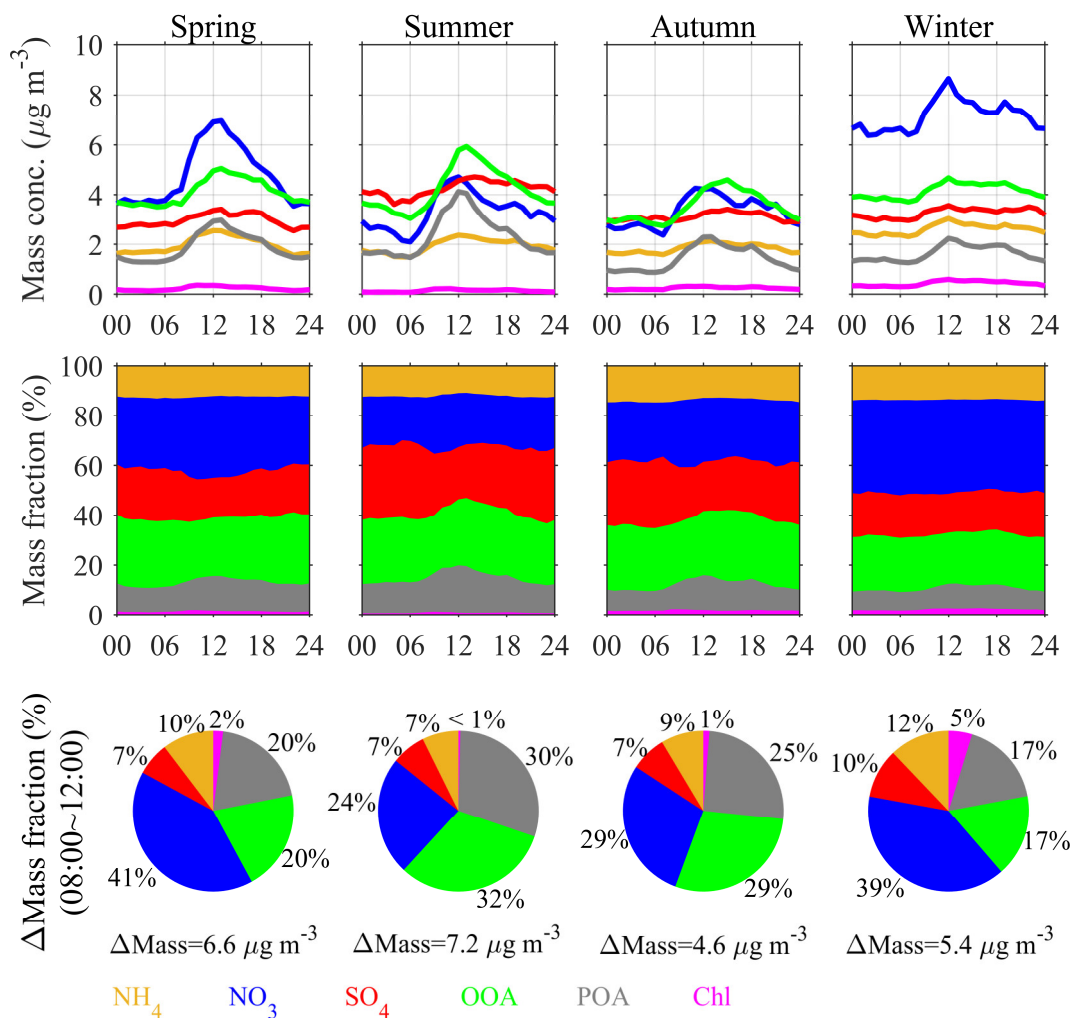 Spring Summer Autumn Winter
Mass conc. (μg m-3)
10
8
6
4
2
0
00 06 12 18 24 00 06 12 18 24 00 06 12 18 24 00 06 12 18 24
Mass fraction (%)
100
80
60
40
20
0
00 06 12 18 24 00 06 12 18 24 00 06 12 18 24 00 06 12 18 24
ΔMass fraction (%)
(08:00~12:00)
10% 2% 20% 20% 41% 7%
7% < 1% 30% 32% 24% 7%
9% 1% 25% 29% 29% 7%
12% 5% 17% 17% 39% 10%
ΔMass=6.6 μg m-3 ΔMass=7.2 μg m-3 ΔMass=4.6 μg m-3 ΔMass=5.4 μg m-3
NH4 NO3 SO4 OOA POA Chl